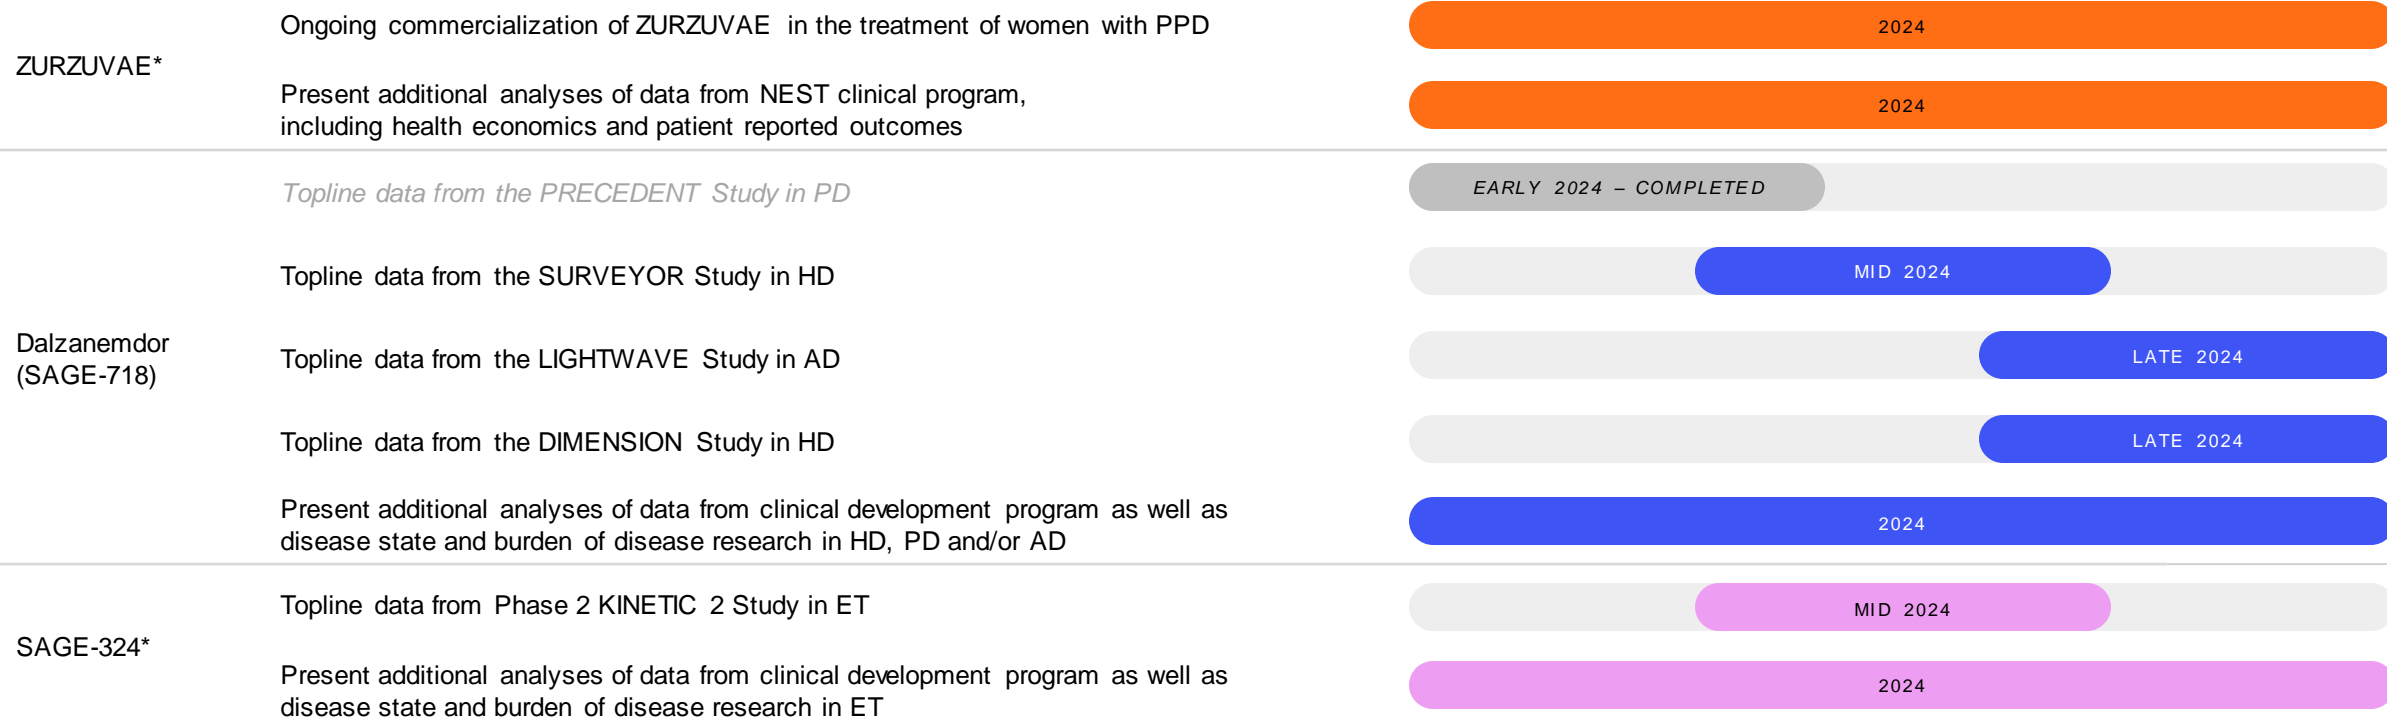 ZURZUVAE*
Ongoing commercialization of ZURZUVAE in the treatment of women with PPD
2024
Present additional analyses of data from NEST clinical program,
including health economics and patient reported outcomes
2024
Dalzanemdor
(SAGE-718)
Topline data from the PRECEDENT Study in PD
EARLY 2024 – COMPLETED
Topline data from the SURVEYOR Study in HD
MID 2024
Topline data from the LIGHTWAVE Study in AD
LATE 2024
Topline data from the DIMENSION Study in HD
LATE 2024
Present additional analyses of data from clinical development program as well as
disease state and burden of disease research in HD, PD and/or AD
2024
SAGE-324*
Topline data from Phase 2 KINETIC 2 Study in ET
MID 2024
Present additional analyses of data from clinical development program as well as
disease state and burden of disease research in ET
2024